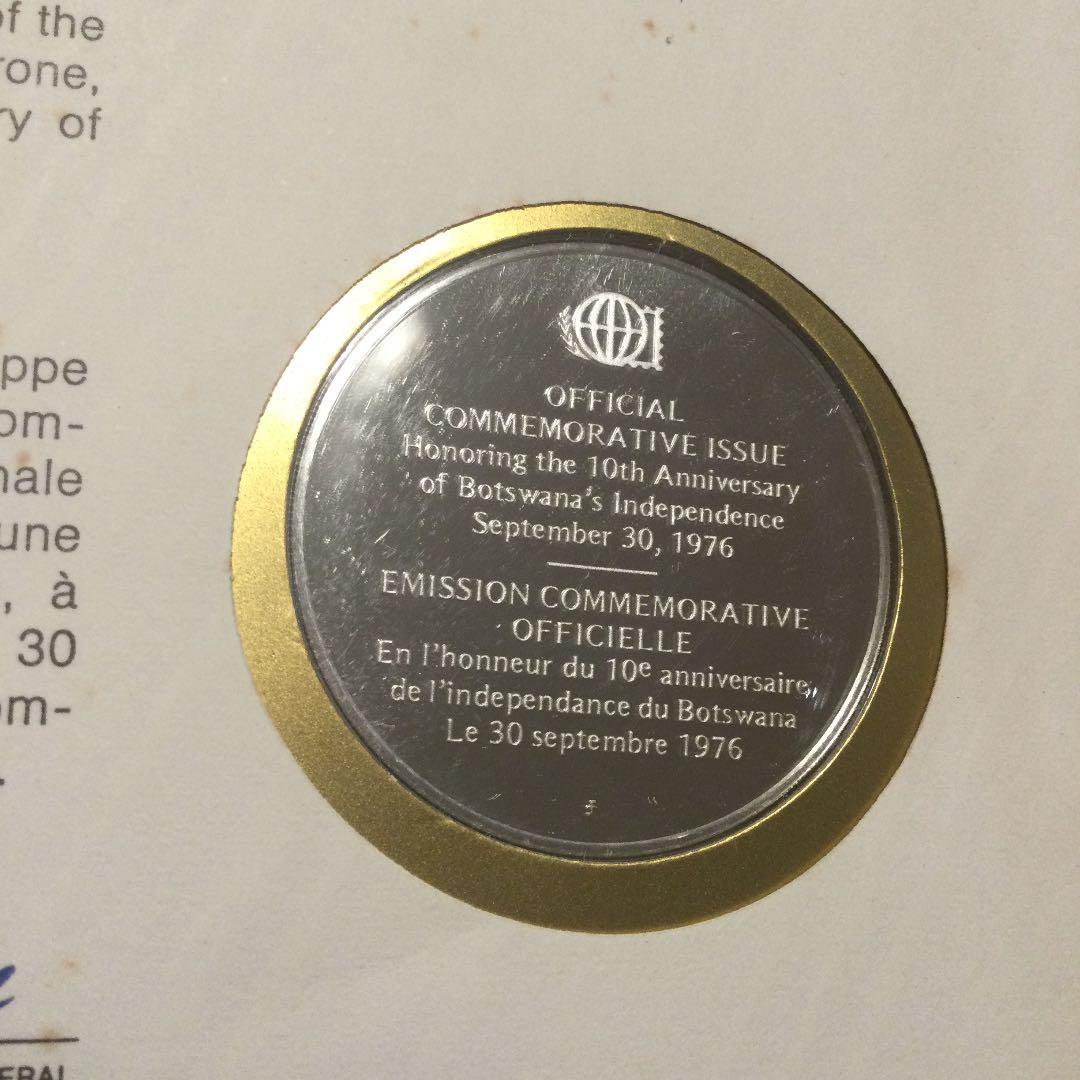 of the
rone,
ry of
ppe
om-
nale
une
, à
30
om-
.
ERAL
OFFICIAL
COMMEMORATIVE ISSUE
Honoring the 10th Anniversary
of Botswana's Independence
September 30, 1976
EMISSION COMMEMORATIVE
OFFICIELLE
En l'honneur du 10e anniversaire
de l'independance du Botswana
Le 30 septembre 1976